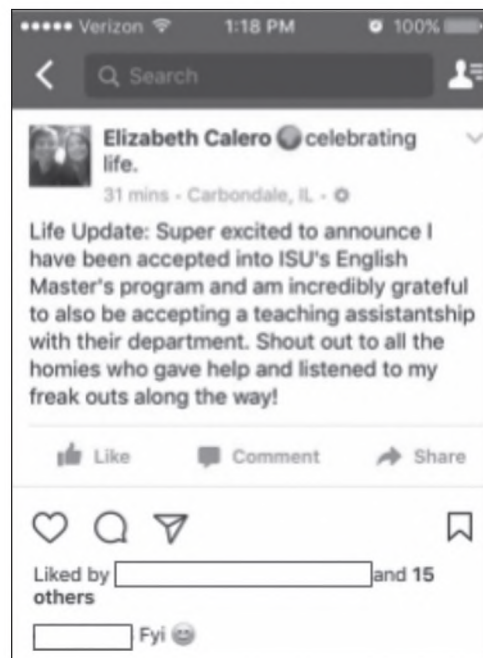 Verizon 1:18 PM 100%
Search
Elizabeth Calero celebrating
life.
31 mins - Carbondale, IL -
Life Update: Super excited to announce I
have been accepted into ISU's English
Master's program and am incredibly grateful
to also be accepting a teaching assistantship
with their department. Shout out to all the
homies who gave help and listened to my
freak outs along the way!
Like Comment Share
Liked by and 15
others
Fyi 😄